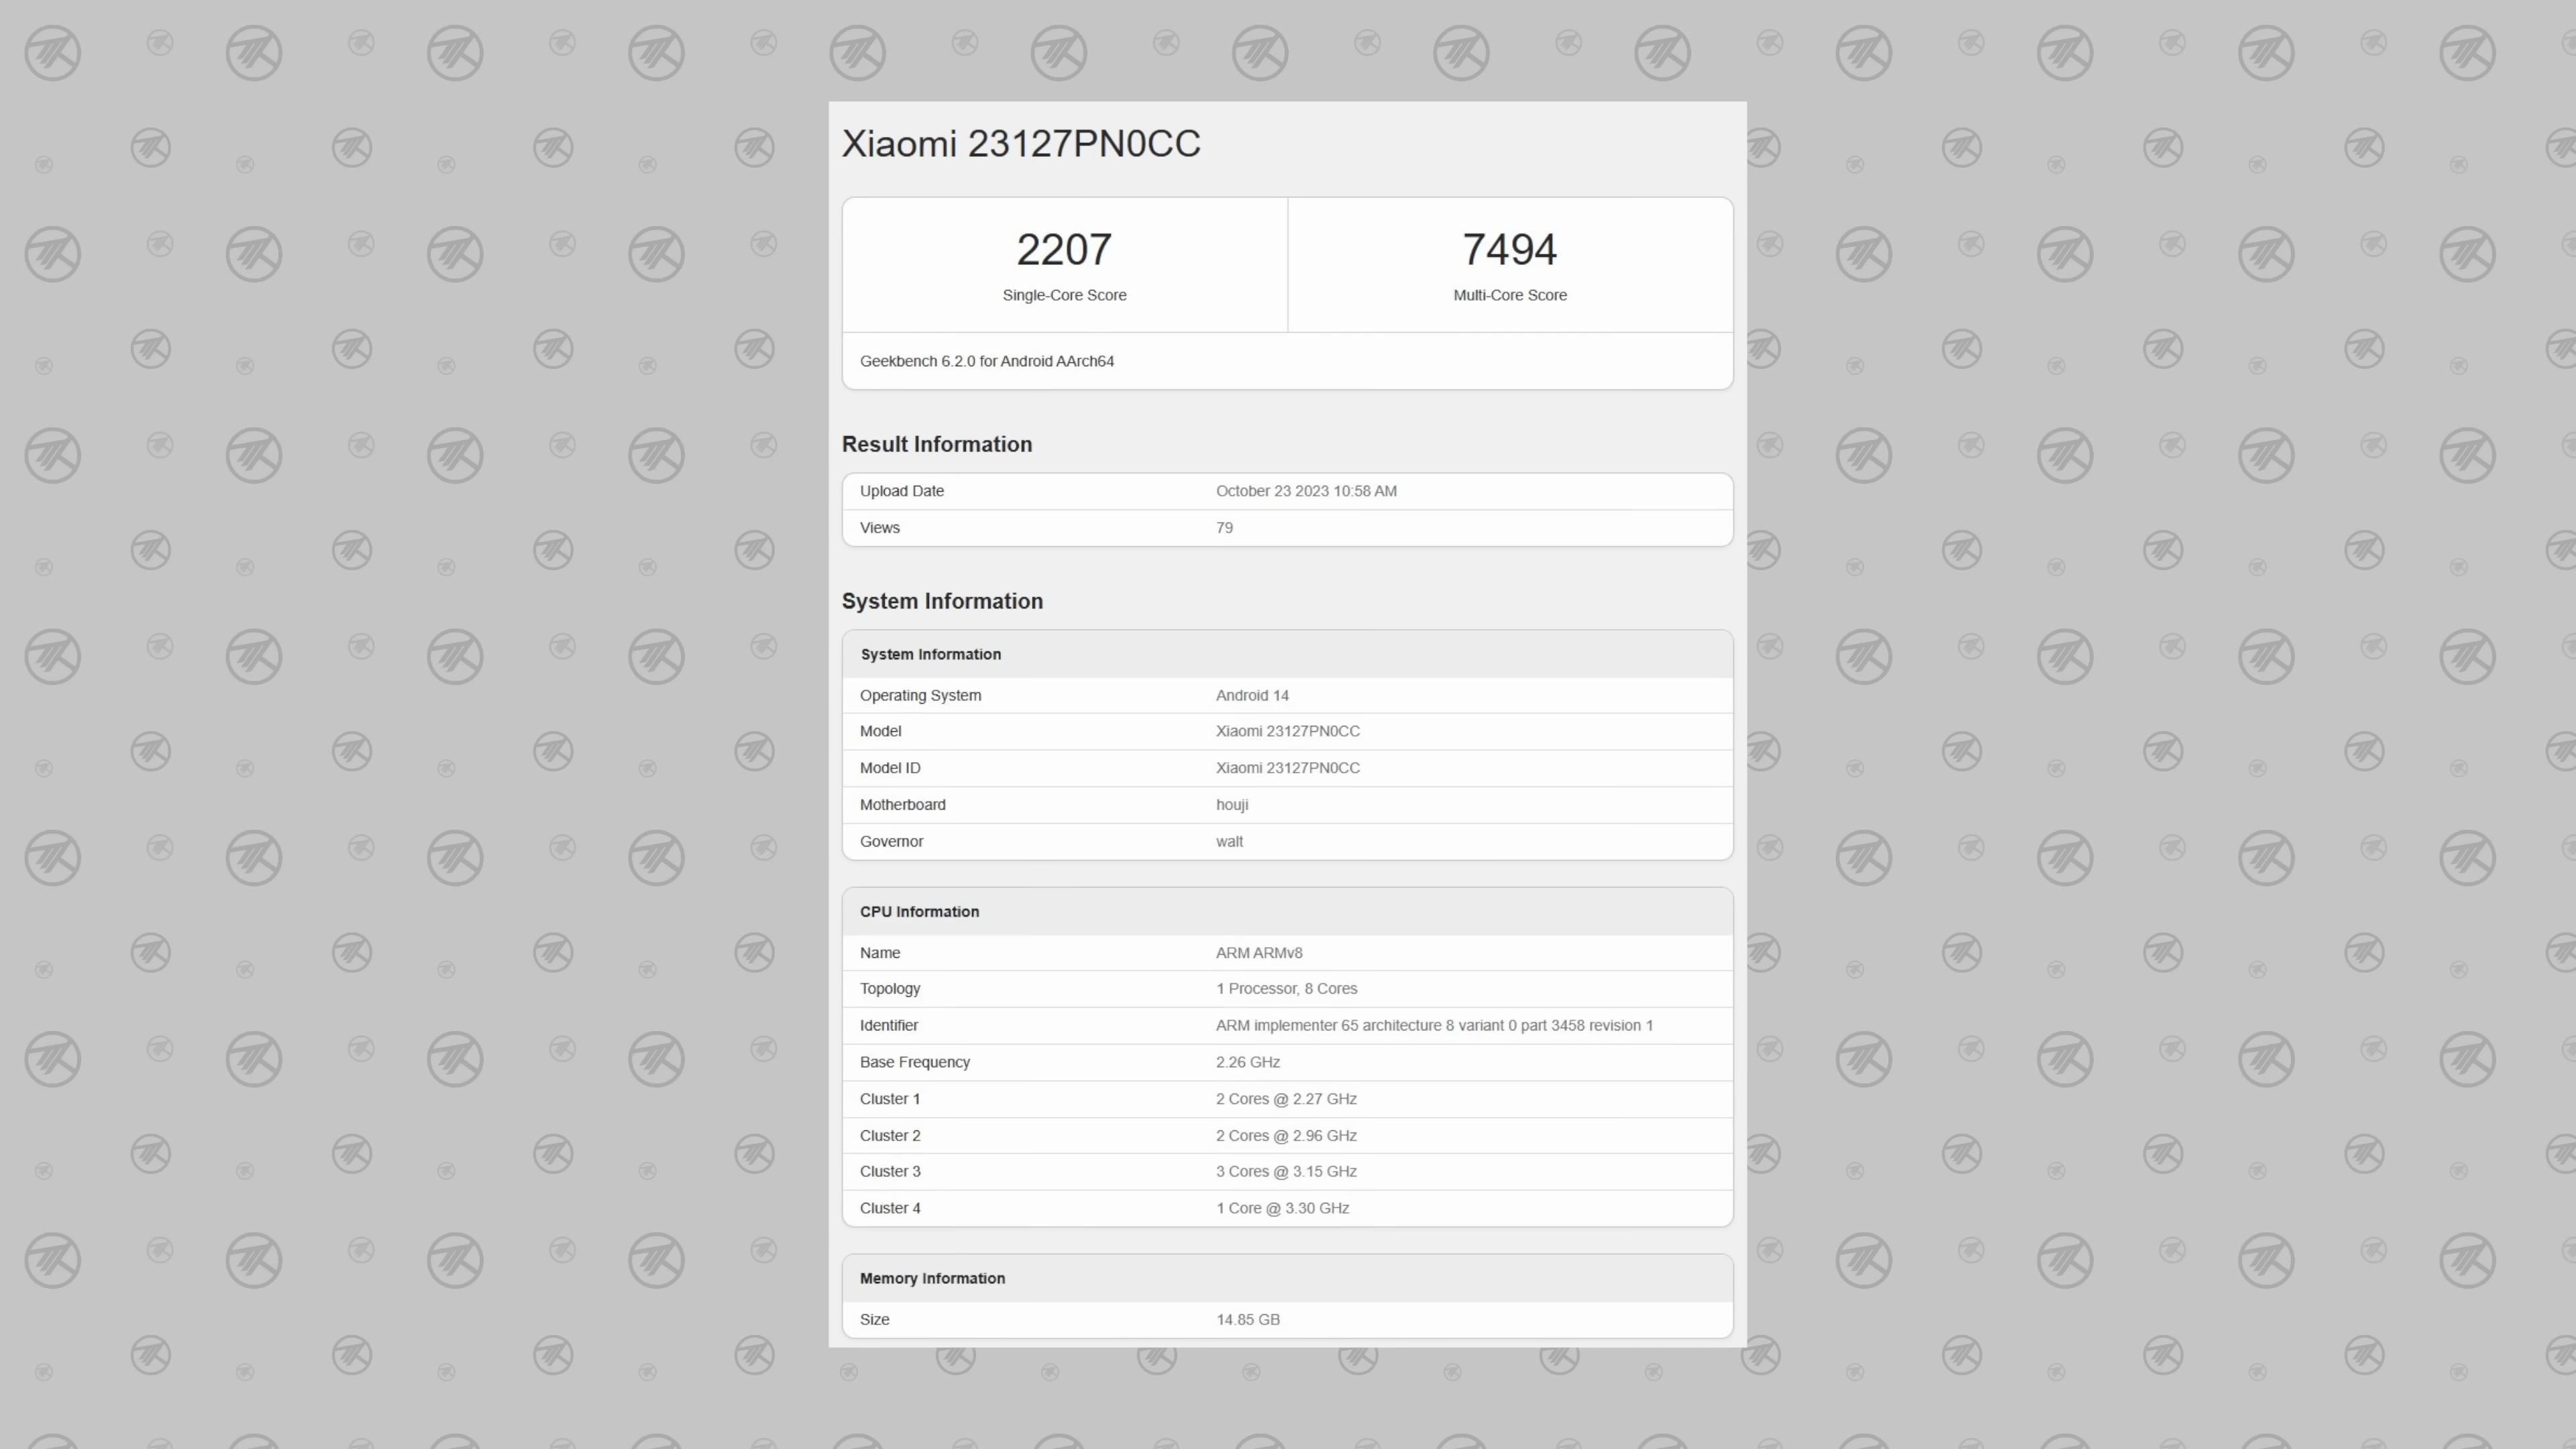 Xiaomi 23127PN0CC
2207
Single-Core Score
7494
Multi-Core Score
Geekbench 6.2.0 for Android AArch64
Result Information
Upload Date October 23 2023 10:58 AM
Views 79
System Information
System Information
Operating System Android 14
Model Xiaomi 23127PN0CC
Model ID Xiaomi 23127PN0CC
Motherboard houji
Governor walt
CPU Information
Name ARM ARMv8
Topology 1 Processor, 8 Cores
Identifier ARM implementer 65 architecture 8 variant 0 part 3458 revision 1
Base Frequency 2.26 GHz
Cluster 1 2 Cores @ 2.27 GHz
Cluster 2 2 Cores @ 2.96 GHz
Cluster 3 3 Cores @ 3.15 GHz
Cluster 4 1 Core @ 3.30 GHz
Memory Information
Size 14.85 GB